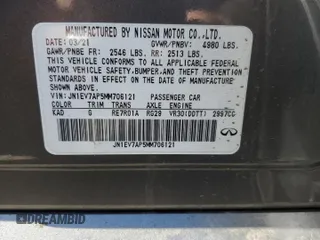 MANUFACTURED BY NISSAN MOTOR CO.,LTD.
DATE: 03/21 GVWR/PNBV: 4980 LBS.
GAWR/PNBE FR: 2546 LBS. RR: 2513 LBS.
THIS VEHICLE CONFORMS TO ALL APPLICABLE FEDERAL
MOTOR VEHICLE SAFETY, BUMPER, AND THEFT PREVENTION
STANDARDS IN EFFECT ON THE DATE OF MANUFACTURE
SHOWN ABOVE.
VIN: JN1EV7AP5MM706121 PASSENGER CAR
COLOR TRIM TRANS AXLE ENGINE
KAD G RE7R01A RG29 VR30(DDTT) 2997CC
JN1EV7AP5MM706121